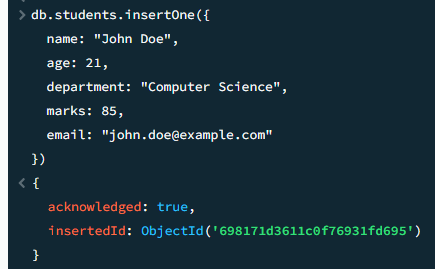 > db.students.insertOne({
name: "John Doe",
age: 21,
department: "Computer Science",
marks: 85,
email: "john.doe@example.com"
})
< {
acknowledged: true,
insertedId: ObjectId('698171d3611c0f76931fd695')
}